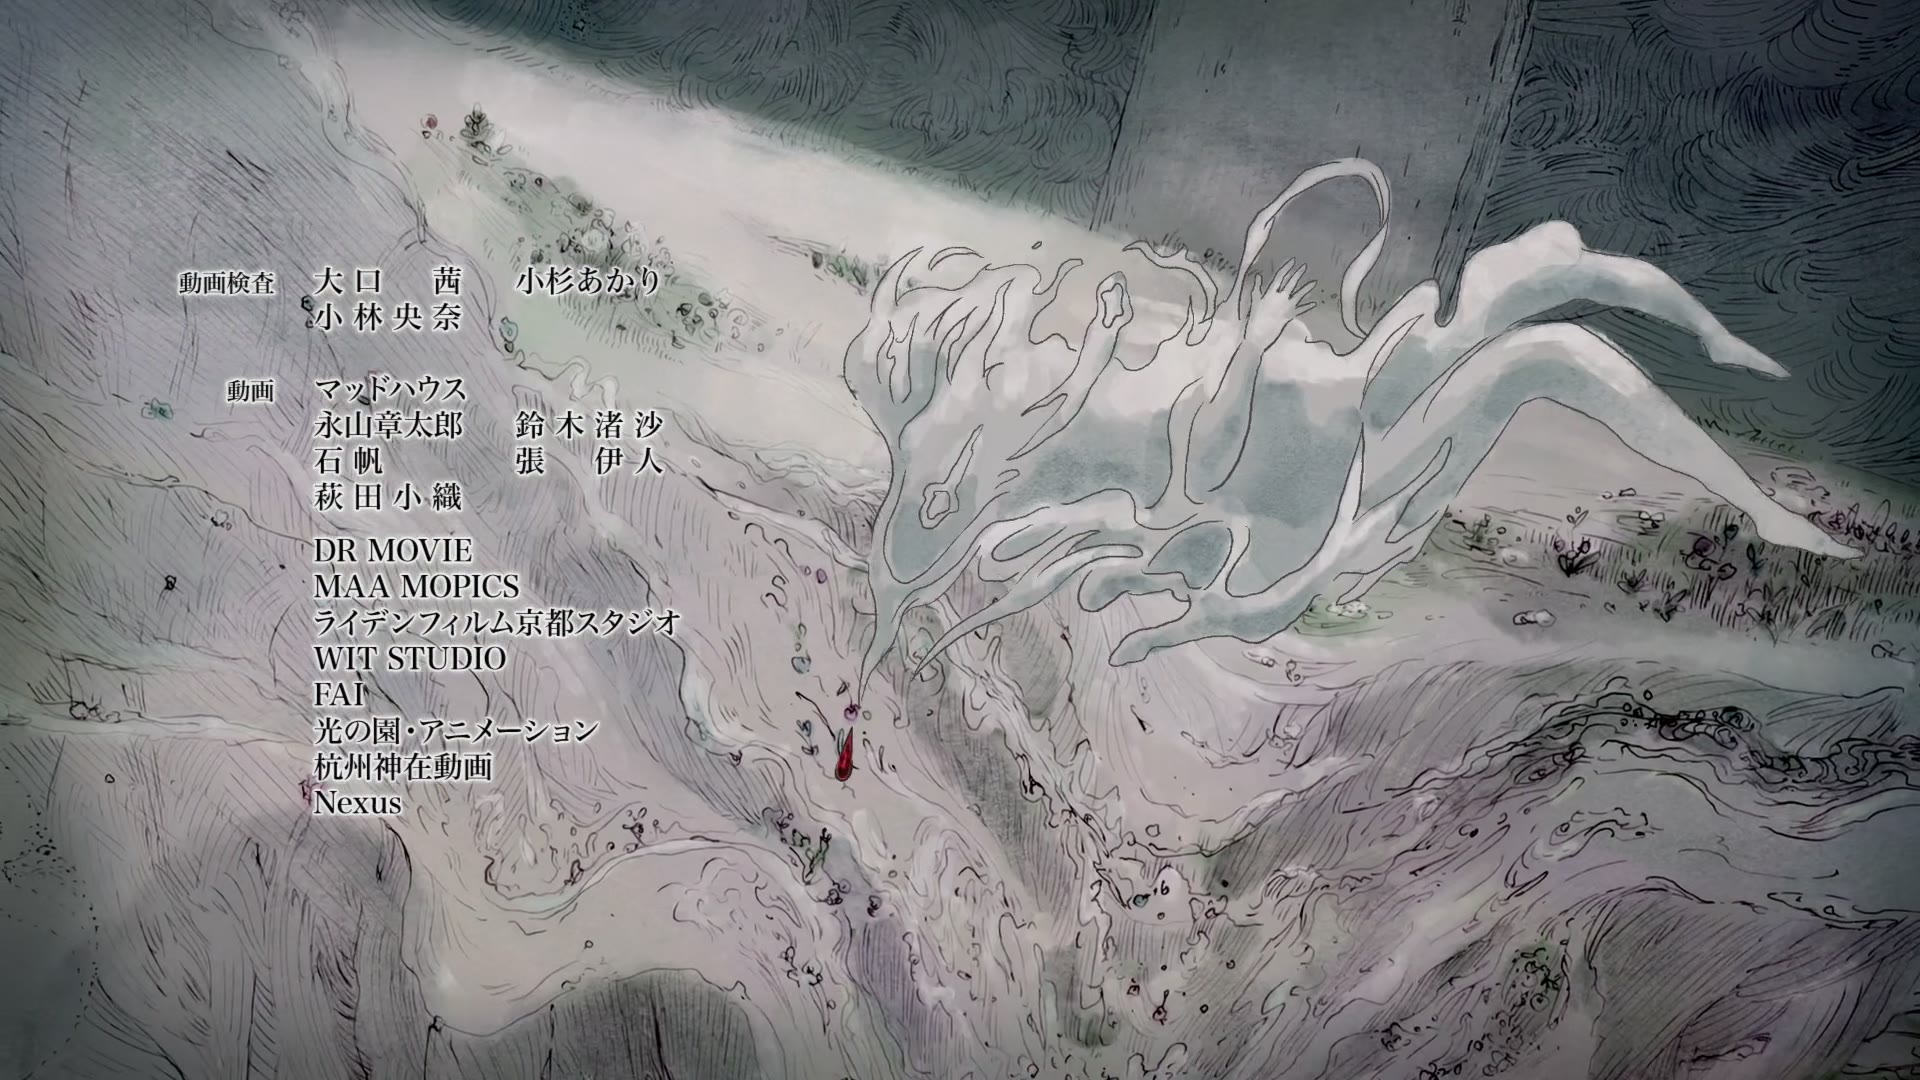 動画検査 大口 茜 小杉あかり
小林央奈
動画 マッドハウス
永山章太郎 鈴木渚沙
石帆 張 伊人
萩田小織
DR MOVIE
MAA MOPICS
ライデンフィルム京都スタジオ
WIT STUDIO
FAI
光の園・アニメーション
杭州神在動画
Nexus